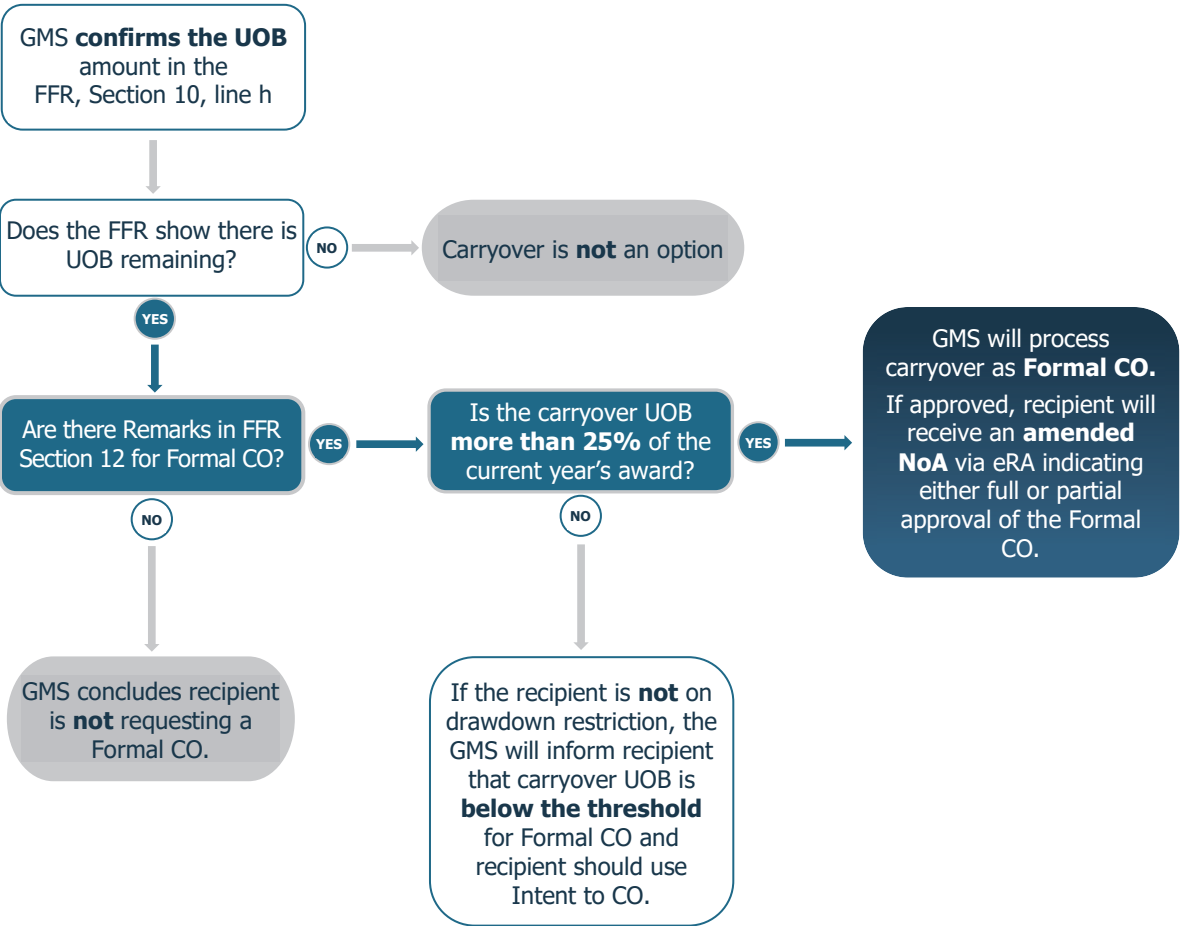 GMS confirms the UOB
amount in the
FFR, Section 10, line h
Does the FFR show there is
UOB remaining?
NO
Carryover is not an option
YES
Are there Remarks in FFR
Section 12 for Formal CO?
YES
Is the carryover UOB
more than 25% of the
current year’s award?
YES
GMS will process
carryover as Formal CO.
If approved, recipient will
receive an amended
NoA via eRA indicating
either full or partial
approval of the Formal
CO.
NO
GMS concludes recipient
is not requesting a
Formal CO.
NO
If the recipient is not on
drawdown restriction, the
GMS will inform recipient
that carryover UOB is
below the threshold
for Formal CO and
recipient should use
Intent to CO.